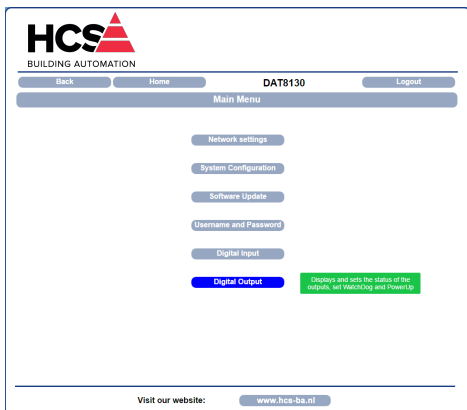 HCS
BUILDING AUTOMATION
Back Home DAT8130 Logout
Main Menu
Network settings
System Configuration
Software Update
Username and Password
Digital Input
Digital Output
Displays and sets the status of the
outputs, set WatchDog and PowerUp
Visit our website: www.hcs-ba.nl